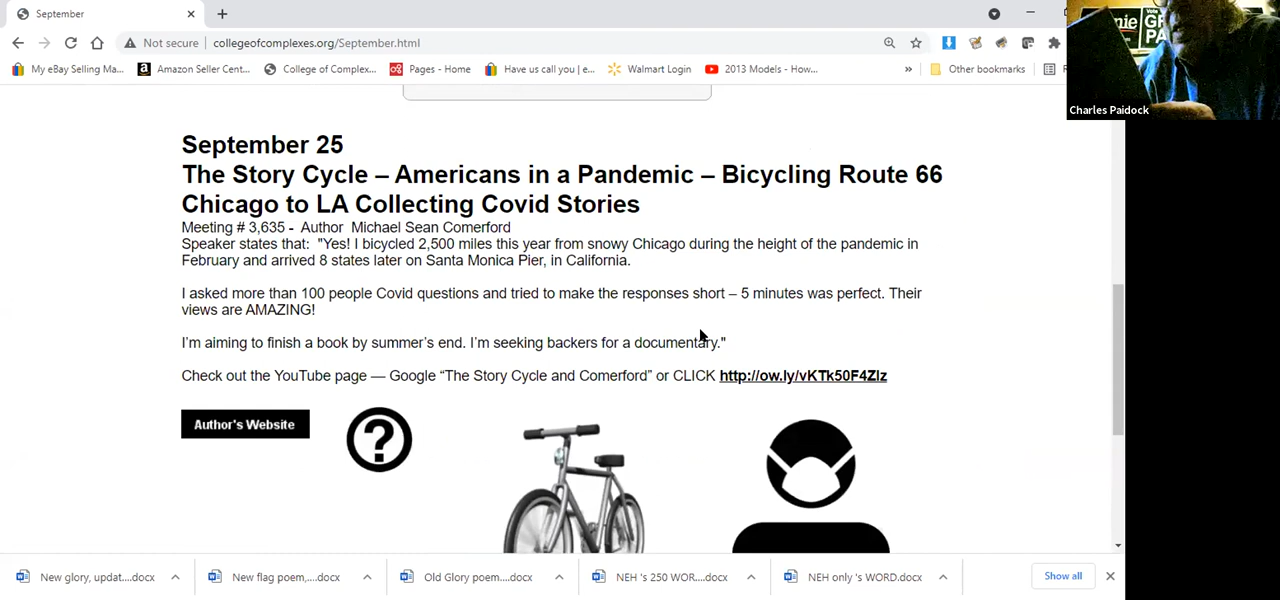 September
Not secure collegeofcomplexes.org/September.html
My eBay Selling Ma... Amazon Seller Cent... College of Complex... Pages - Home Have us call you | e... Walmart Login 2013 Models - How... » Other bookmarks
Charles Paidock
September 25
The Story Cycle – Americans in a Pandemic – Bicycling Route 66
Chicago to LA Collecting Covid Stories
Meeting # 3,635 - Author Michael Sean Comerford
Speaker states that: "Yes! I bicycled 2,500 miles this year from snowy Chicago during the height of the pandemic in
February and arrived 8 states later on Santa Monica Pier, in California.
I asked more than 100 people Covid questions and tried to make the responses short – 5 minutes was perfect. Their
views are AMAZING!
I'm aiming to finish a book by summer's end. I'm seeking backers for a documentary."
Check out the YouTube page — Google “The Story Cycle and Comerford” or CLICK http://ow.ly/vKTk50F4ZIz
Author's Website
New glory, updat....docx New flag poem,....docx Old Glory poem....docx NEH 's 250 WOR....docx NEH only 's WORD.docx Show all